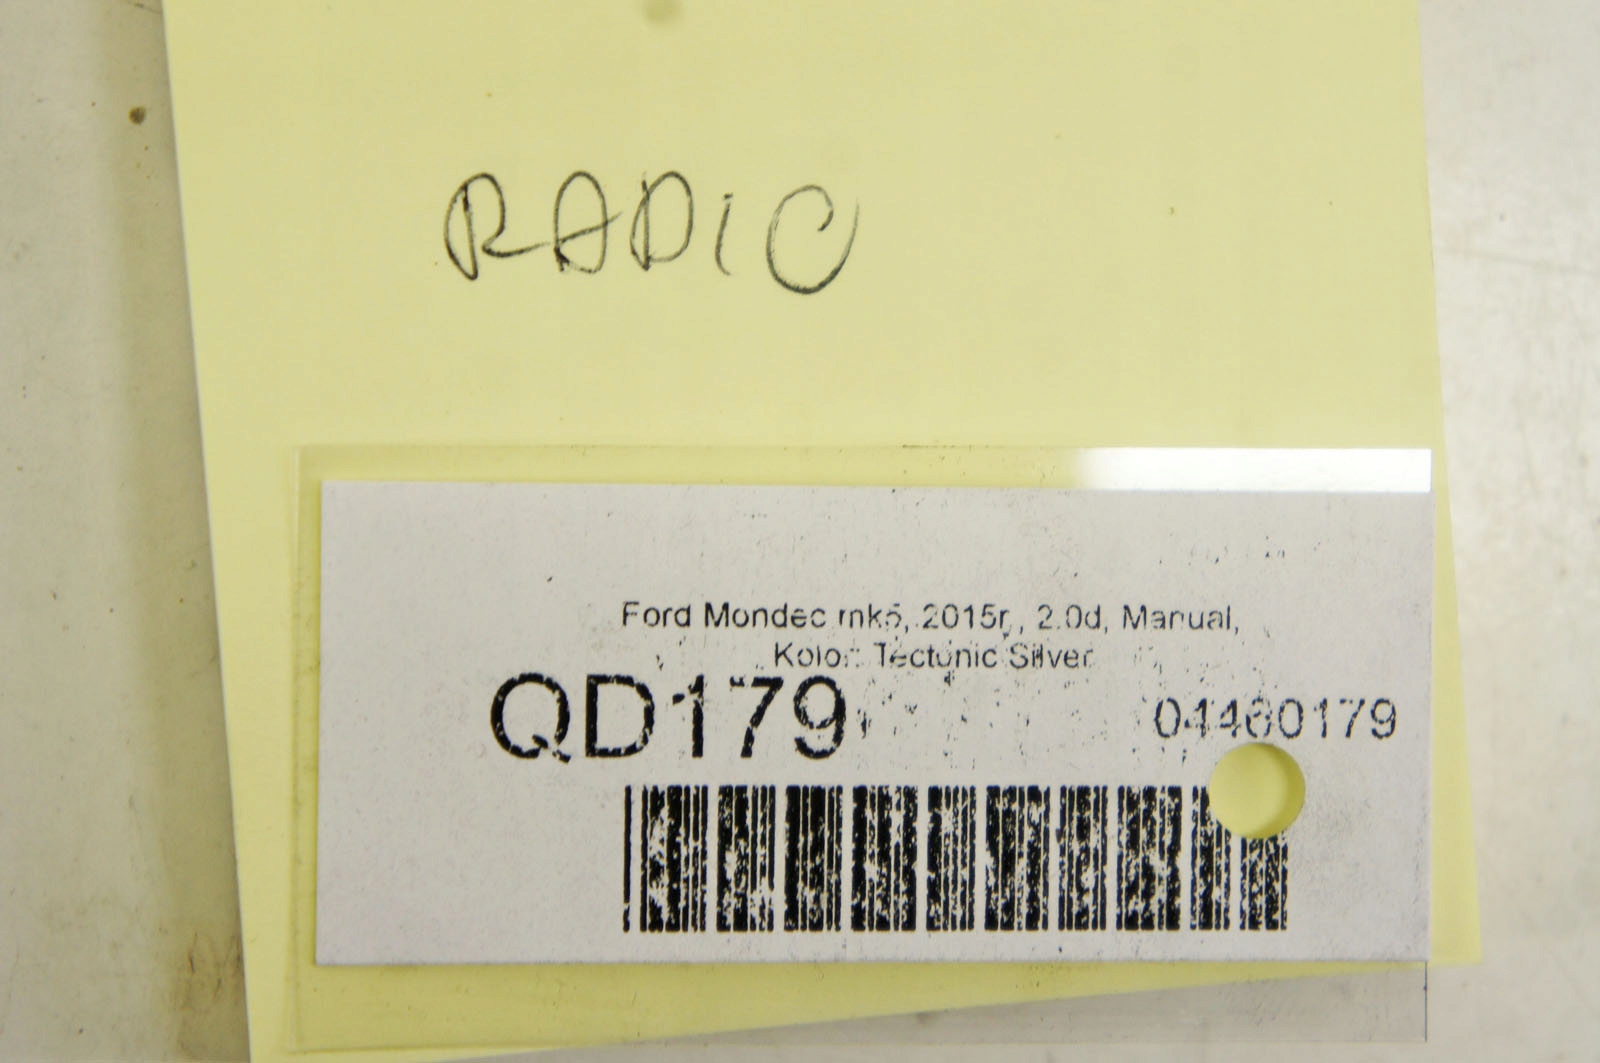 RADIO
Ford Mondeo mk5, 2015r., 2.0d, Manual,
Kolor: Tectonic Silver
QD179
04460179